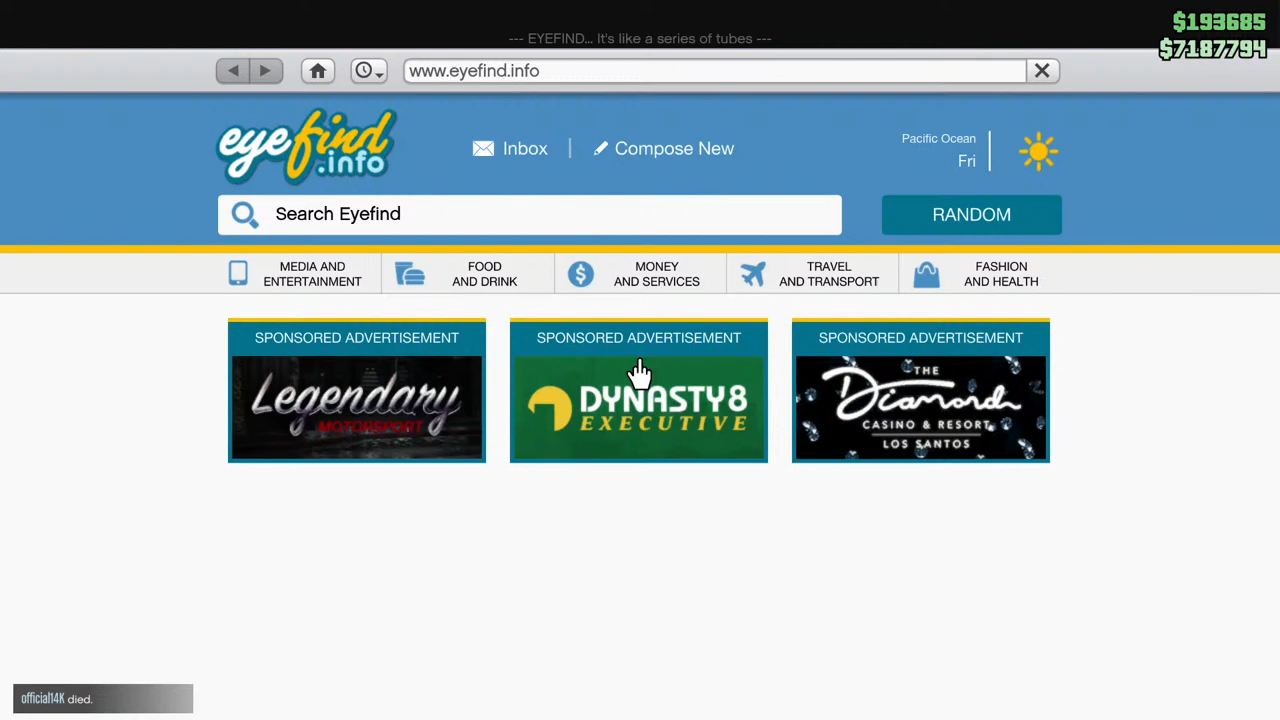 $193685
--- EYEFIND... It's like a series of tubes ---
$7187794
www.eyefind.info
eyefind
.info
Inbox
Compose New
Pacific Ocean
Fri
Search Eyefind
RANDOM
MEDIA AND
ENTERTAINMENT
FOOD
AND DRINK
MONEY
AND SERVICES
TRAVEL
AND TRANSPORT
FASHION
AND HEALTH
SPONSORED ADVERTISEMENT
Legendary
MOTORSPORT
SPONSORED ADVERTISEMENT
DYNASTY8
EXECUTIVE
SPONSORED ADVERTISEMENT
THE
Diamond
CASINO & RESORT
LOS SANTOS
official14K died.